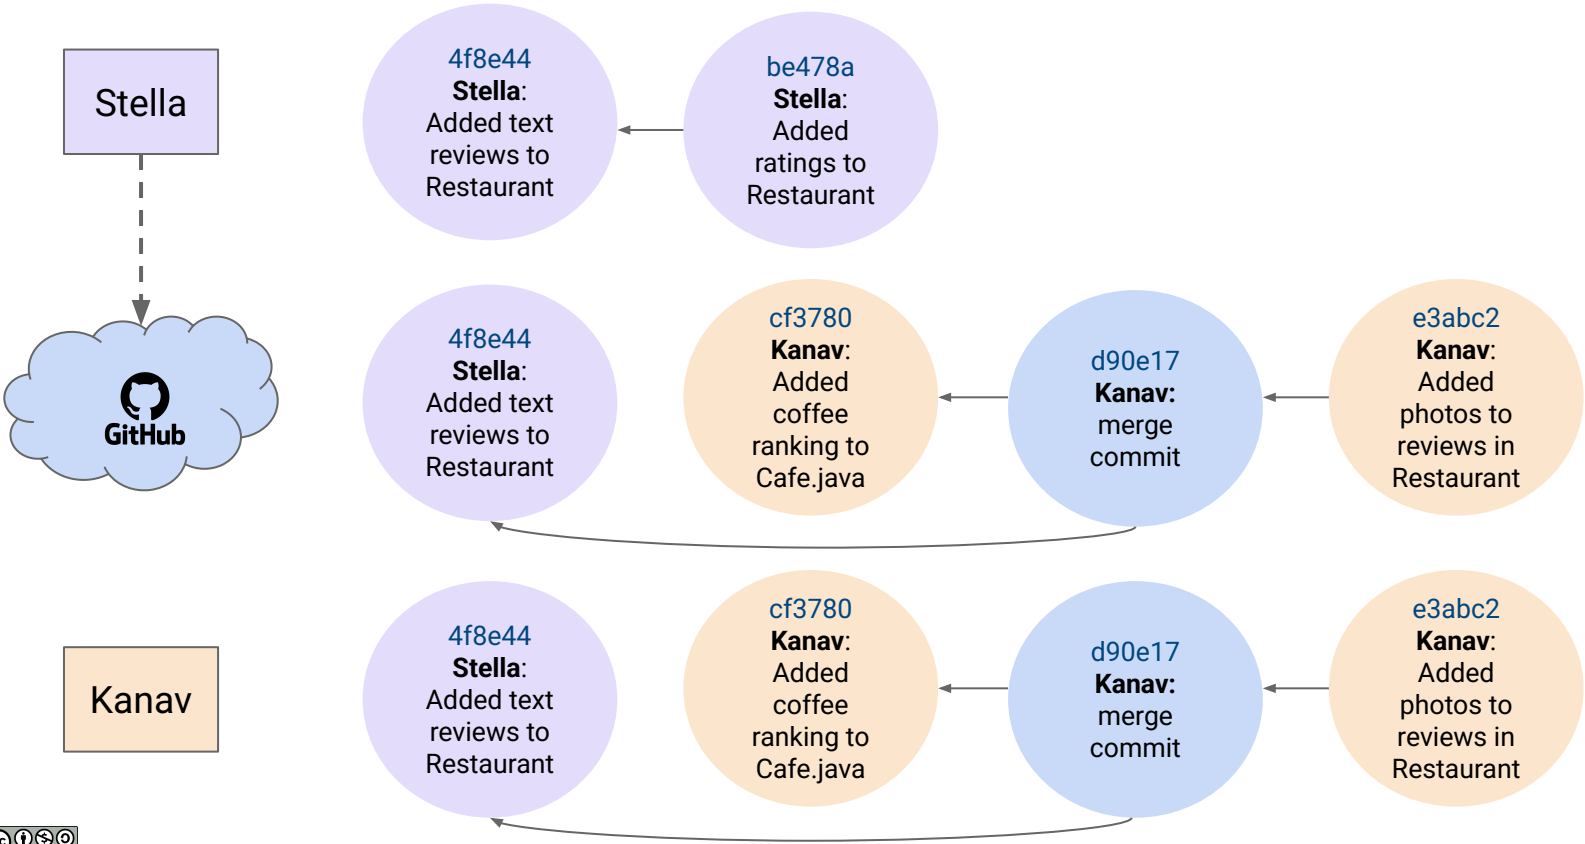 Stella
4f8e44
Stella:
Added text
reviews to
Restaurant
be478a
Stella:
Added
ratings to
Restaurant
GitHub
4f8e44
Stella:
Added text
reviews to
Restaurant
cf3780
Kanav:
Added
coffee
ranking to
Cafe.java
d90e17
Kanav:
merge
commit
e3abc2
Kanav:
Added
photos to
reviews in
Restaurant
Kanav
4f8e44
Stella:
Added text
reviews to
Restaurant
cf3780
Kanav:
Added
coffee
ranking to
Cafe.java
d90e17
Kanav:
merge
commit
e3abc2
Kanav:
Added
photos to
reviews in
Restaurant